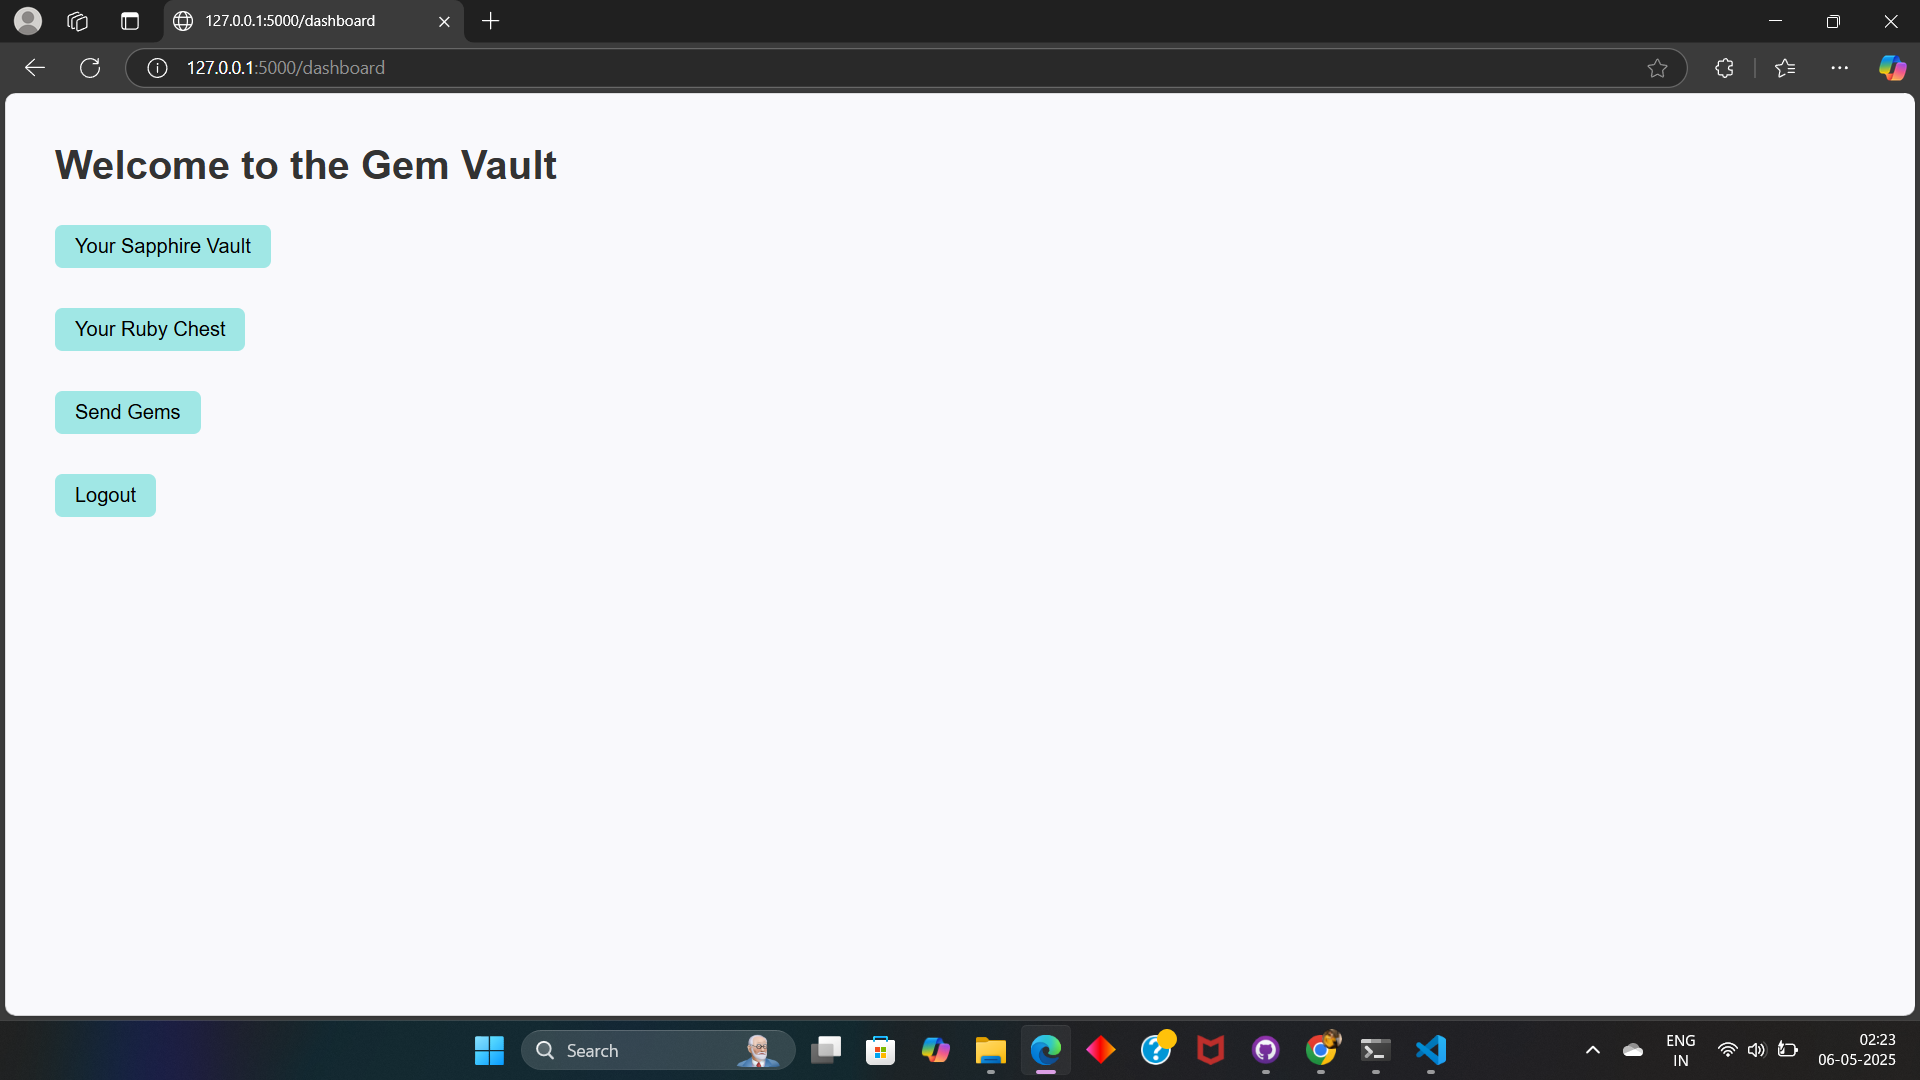 127.0.0.1:5000/dashboard
127.0.0.1:5000/dashboard
Welcome to the Gem Vault
Your Sapphire Vault
Your Ruby Chest
Send Gems
Logout
Search
ENG
IN
02:23
06-05-2025